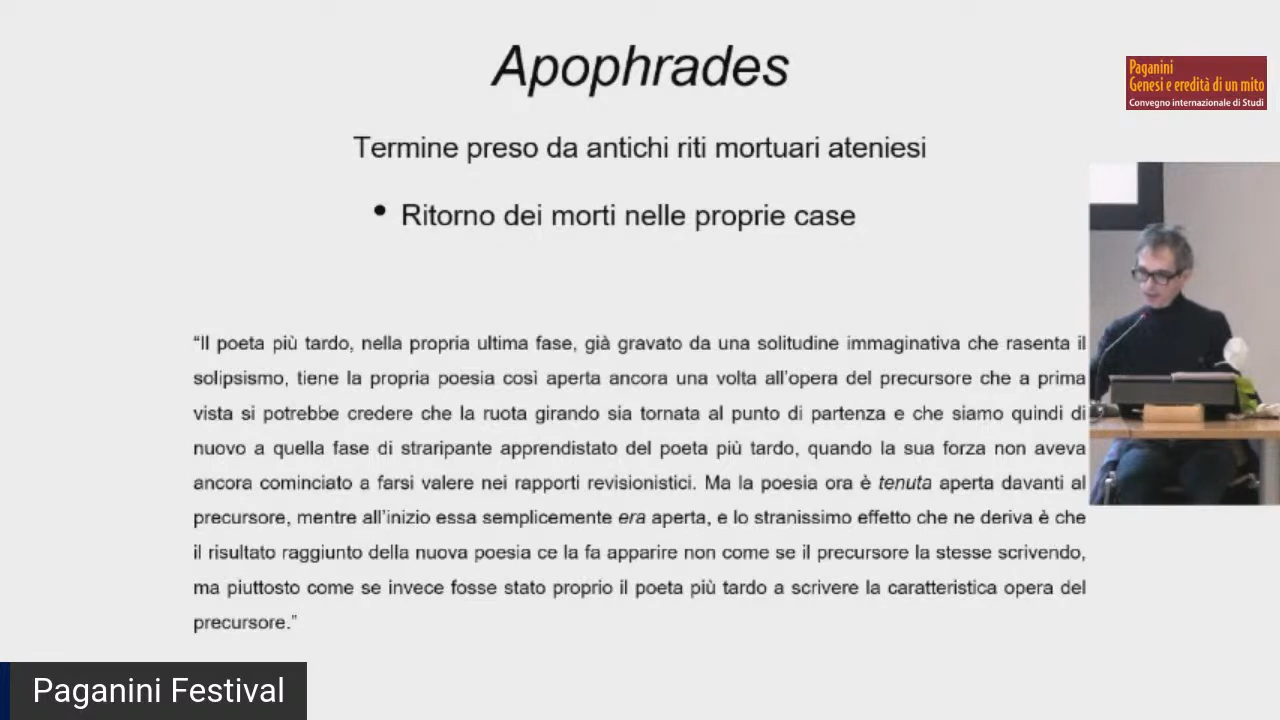 Apophrades
Paganini
Genesi e eredità di un mito
Convegno internazionale di Studi
Termine preso da antichi riti mortuari ateniesi
• Ritorno dei morti nelle proprie case
“Il poeta più tardo, nella propria ultima fase, già gravato da una solitudine immaginativa che rasenta il
solipsismo, tiene la propria poesia così aperta ancora una volta all’opera del precursore che a prima
vista si potrebbe credere che la ruota girando sia tornata al punto di partenza e che siamo quindi di
nuovo a quella fase di straripante apprendistato del poeta più tardo, quando la sua forza non aveva
ancora cominciato a farsi valere nei rapporti revisionistici. Ma la poesia ora è tenuta aperta davanti al
precursore, mentre all’inizio essa semplicemente era aperta, e lo stranissimo effetto che ne deriva è che
il risultato raggiunto della nuova poesia ce la fa apparire non come se il precursore la stesse scrivendo,
ma piuttosto come se invece fosse stato proprio il poeta più tardo a scrivere la caratteristica opera del
precursore.”
Paganini Festival